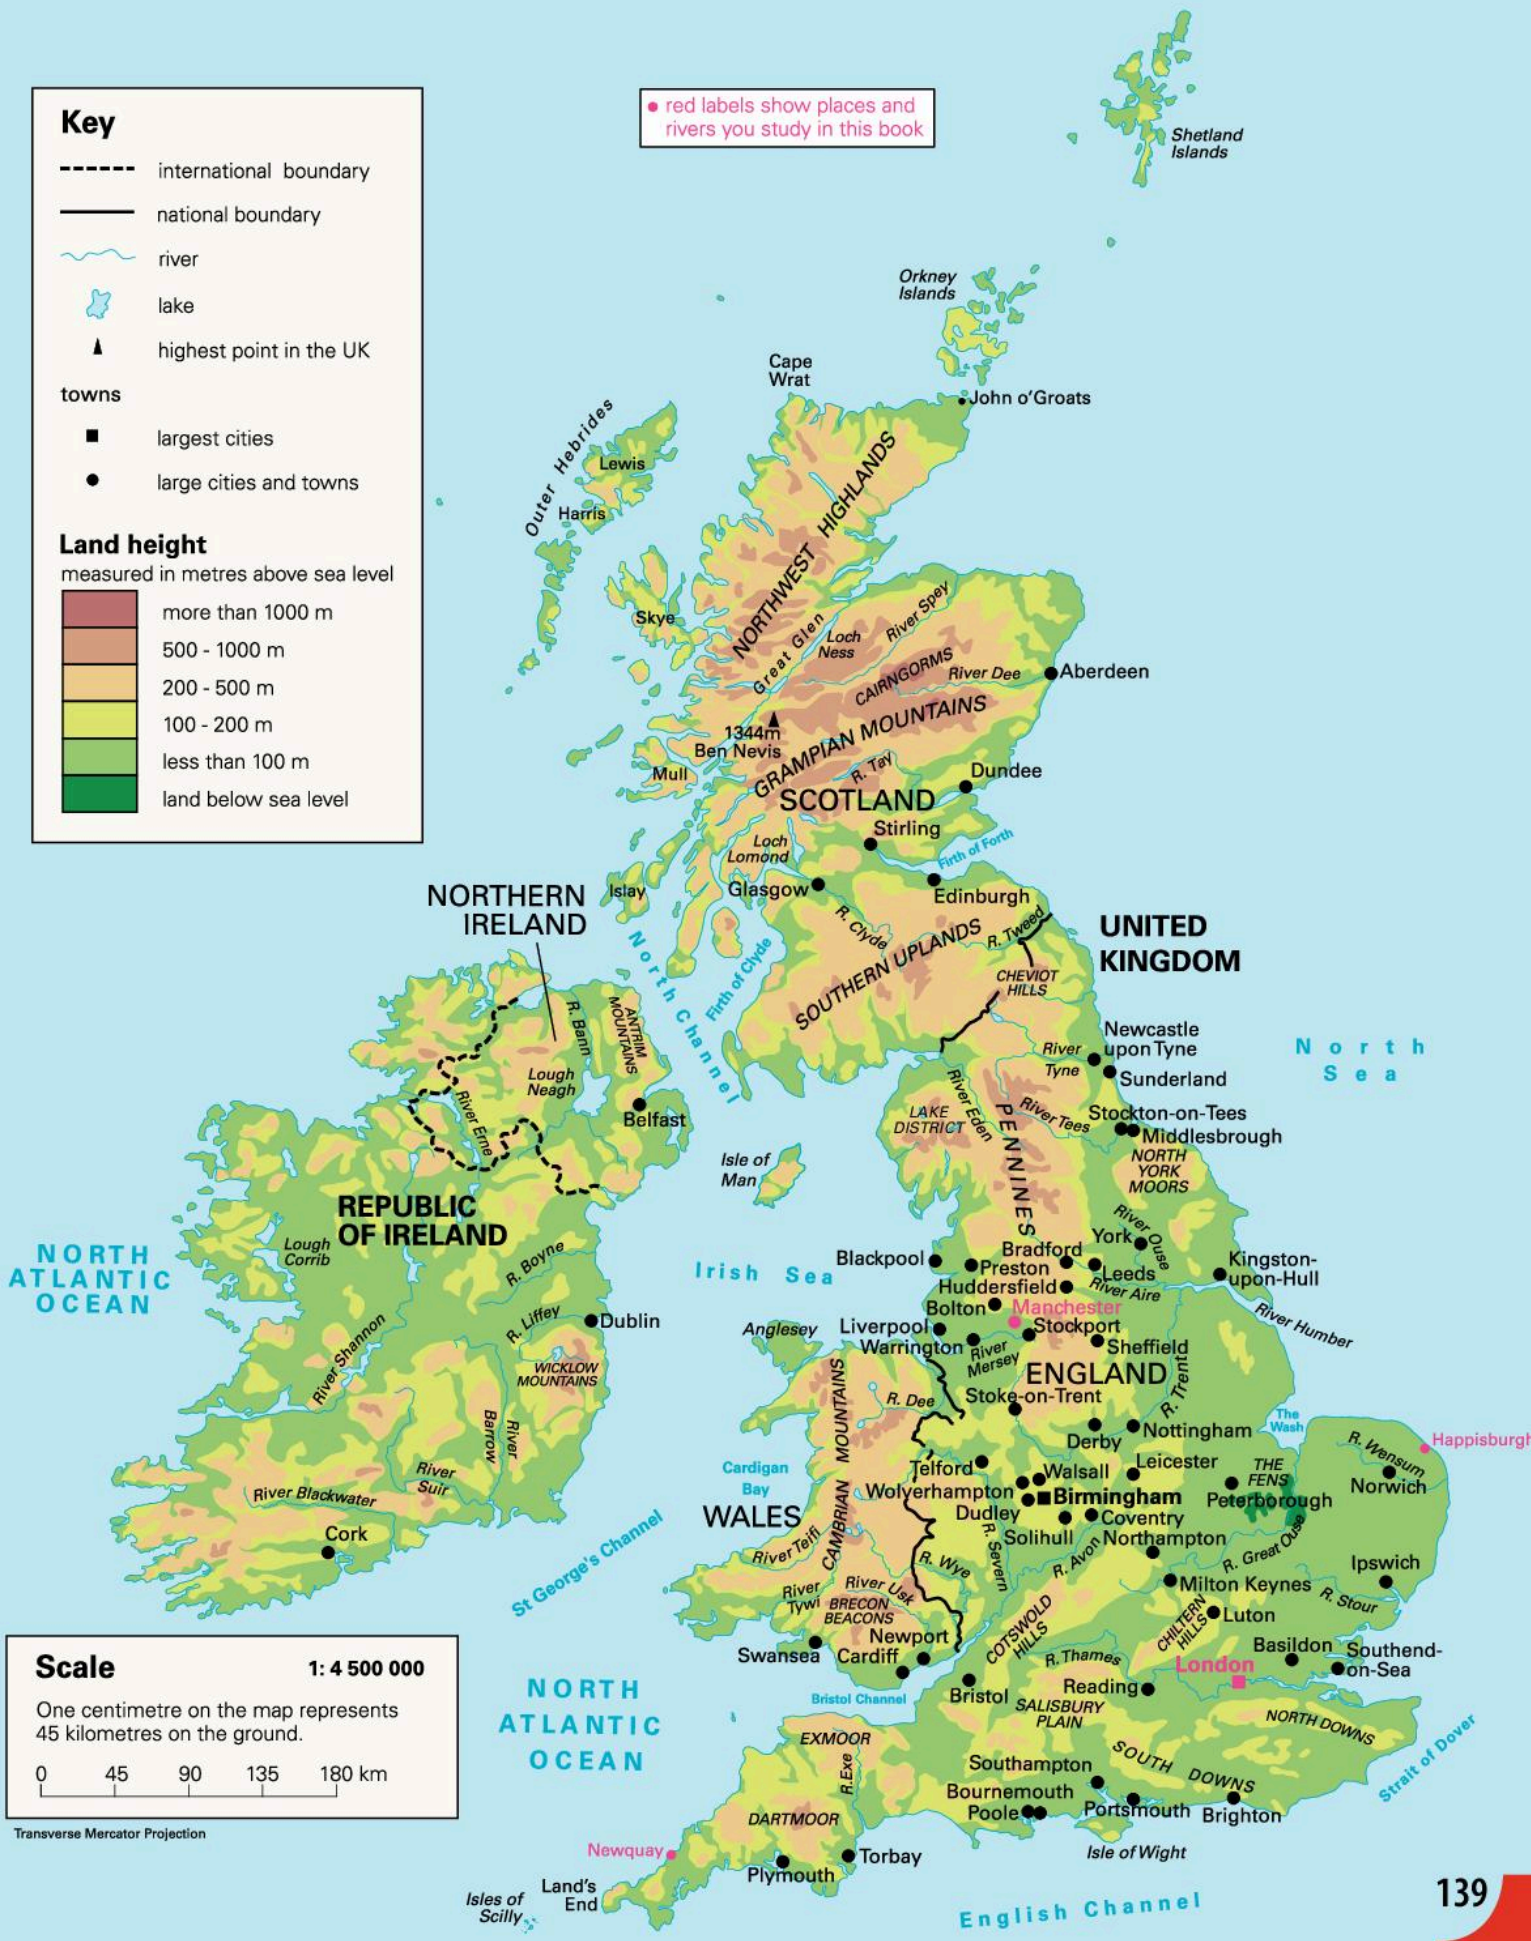 Key
international boundary
national boundary
river
lake
highest point in the UK
towns
largest cities
large cities and towns
Land height
measured in metres above sea level
more than 1000 m
500 - 1000 m
200 - 500 m
100 - 200 m
less than 100 m
land below sea level
red labels show places and
rivers you study in this book
Shetland
Islands
Orkney
Islands
Cape
Wrat
John o'Groats
Outer Hebrides
Lewis
Harris
NORTHWEST HIGHLANDS
Skye
Great Glen
Loch
Ness
River Spey
CAIRNGORMS
River Dee
Aberdeen
1344m
Ben Nevis
GRAMPIAN MOUNTAINS
Mull
R. Tay
Dundee
SCOTLAND
Stirling
Loch
Lomond
Firth of Forth
Islay
Glasgow
Edinburgh
R. Clyde
R. Tweed
SOUTHERN UPLANDS
CHEVIOT
HILLS
Firth of Clyde
North Channel
UNITED
KINGDOM
NORTHERN
IRELAND
R. Bann
ANTRIM
MOUNTAINS
Lough
Neagh
River Erne
Belfast
Newcastle
upon Tyne
River
Tyne
Sunderland
North
Sea
LAKE
DISTRICT
River Eden
PENNINES
River Tees
Stockton-on-Tees
Middlesbrough
NORTH
YORK
MOORS
Isle of
Man
REPUBLIC
OF IRELAND
Lough
Corrib
R. Boyne
NORTH
ATLANTIC
OCEAN
Irish Sea
Blackpool
Preston
Bradford
York
River Ouse
Leeds
Kingston-
upon-Hull
Huddersfield
River Aire
Bolton
Manchester
River Humber
R. Liffey
Dublin
River Shannon
WICKLOW
MOUNTAINS
Anglesey
Liverpool
Warrington
River
Mersey
Stockport
Sheffield
ENGLAND
R. Trent
R. Dee
Stoke-on-Trent
Derby
Nottingham
The
Wash
CAMBRIAN MOUNTAINS
River
Barrow
River
Suir
River Blackwater
Cork
Cardigan
Bay
WALES
St George's Channel
Telford
Walsall
Leicester
Wolverhampton
Birmingham
Dudley
Coventry
Solihull
Northampton
THE
FENS
Peterborough
R. Wensum
Happisburgh
Norwich
River Teifi
R. Wye
R. Severn
R. Avon
R. Great Ouse
Ipswich
Milton Keynes
R. Stour
River
Tywi
River Usk
BRECON
BEACONS
COTSWOLD
HILLS
CHILTERN
HILLS
Luton
Swansea
Cardiff
Newport
R. Thames
London
Basildon
Southend-
on-Sea
Bristol Channel
Bristol
Reading
SALISBURY
PLAIN
NORTH DOWNS
NORTH
ATLANTIC
OCEAN
EXMOOR
R.Exe
Southampton
SOUTH DOWNS
Strait of Dover
Bournemouth
Poole
Portsmouth
Brighton
DARTMOOR
Isle of Wight
Newquay
Torbay
Plymouth
Land's
End
Isles of
Scilly
English Channel
Scale
1: 4 500 000
One centimetre on the map represents
45 kilometres on the ground.
0 45 90 135 180 km
Transverse Mercator Projection
139